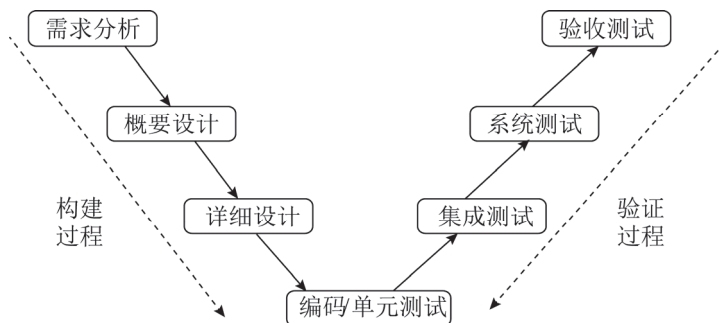 需求分析
验收测试
概要设计
系统测试
构建
过程
详细设计
集成测试
验证
过程
编码/单元测试